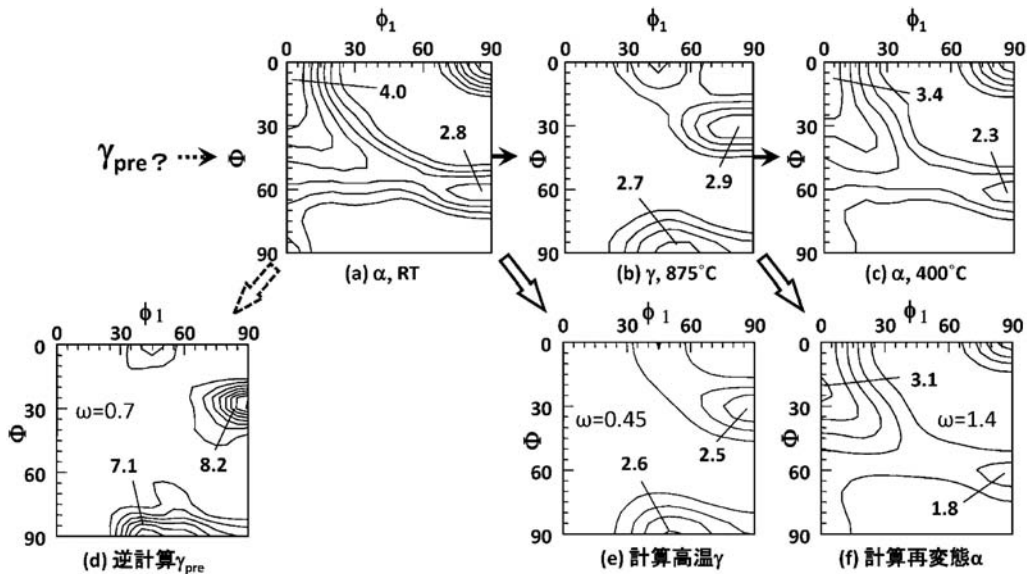 ϕ1 ϕ1 ϕ1
0 30 60 90 0 30 60 90 0 30 60 90
0 0 0
4.0 3.4
30 2.8 30 30 2.3
γpre ? Φ Φ Φ
60 2.7 2.9 60
60
90 90 90
(a) α, RT (b) γ, 875°C (c) α, 400°C
ϕ1 ϕ1 ϕ1
0 30 60 90 0 30 60 90 0 30 60 90
0 0 0
3.1
30 ω=0.7 30 ω=0.45 30 ω=1.4
Φ Φ Φ
7.1 8.2 2.6 2.5
60 60 60 1.8
90 90 90
(d) 逆計算γpre (e) 計算高温γ (f) 計算再変態α